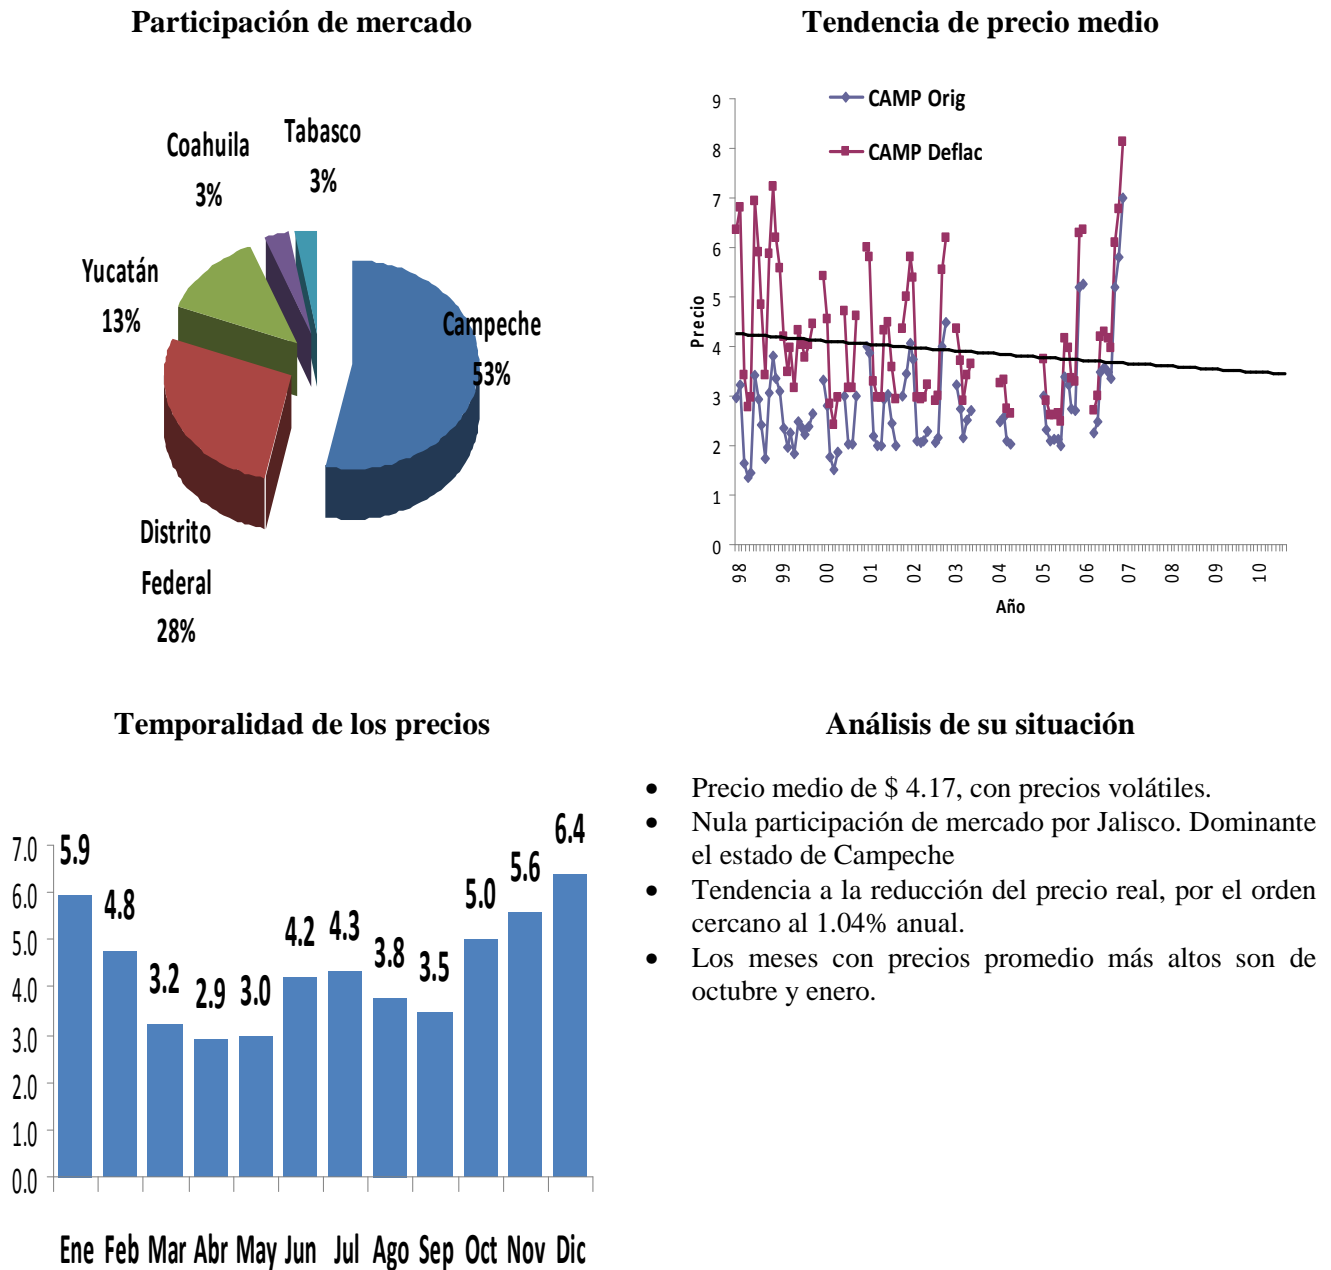 Participación de mercado
Coahuila
3%
Tabasco
3%
Yucatán
13%
Campeche
53%
Distrito
Federal
28%
Tendencia de precio medio
CAMP Orig
CAMP Deflac
9
8
7
6
5
4
3
2
1
0
Precio
98 99 00 01 02 03 04 05 06 07 08 09 10
Año
Temporalidad de los precios
7.0
6.0
5.0
4.0
3.0
2.0
1.0
0.0
5.9 4.8 3.2 2.9 3.0 4.2 4.3 3.8 3.5 5.0 5.6 6.4
Ene Feb Mar Abr May Jun Jul Ago Sep Oct Nov Dic
Análisis de su situación
• Precio medio de $ 4.17, con precios volátiles.
• Nula participación de mercado por Jalisco. Dominante
el estado de Campeche
• Tendencia a la reducción del precio real, por el orden
cercano al 1.04% anual.
• Los meses con precios promedio más altos son de
octubre y enero.